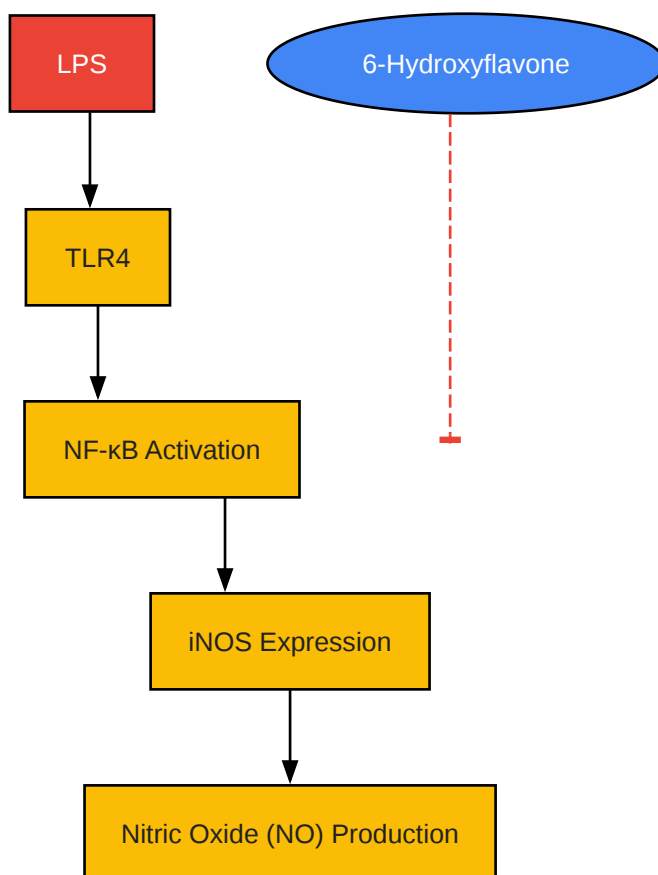 LPS
6-Hydroxyflavone
TLR4
NF-κB Activation
iNOS Expression
Nitric Oxide (NO) Production